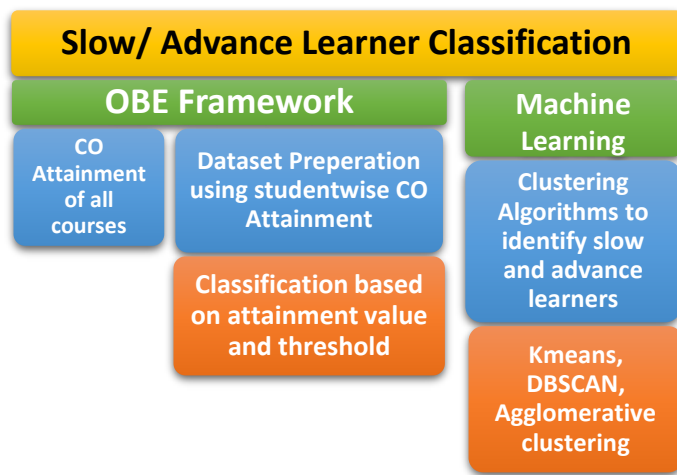 Slow/ Advance Learner Classification
OBE Framework
CO
Attainment
of all
courses
Dataset Preperation
using studentwise CO
Attainment
Classification based
on attainment value
and threshold
Machine
Learning
Clustering
Algorithms to
identify slow
and advance
learners
Kmeans,
DBSCAN,
Agglomerative
clustering